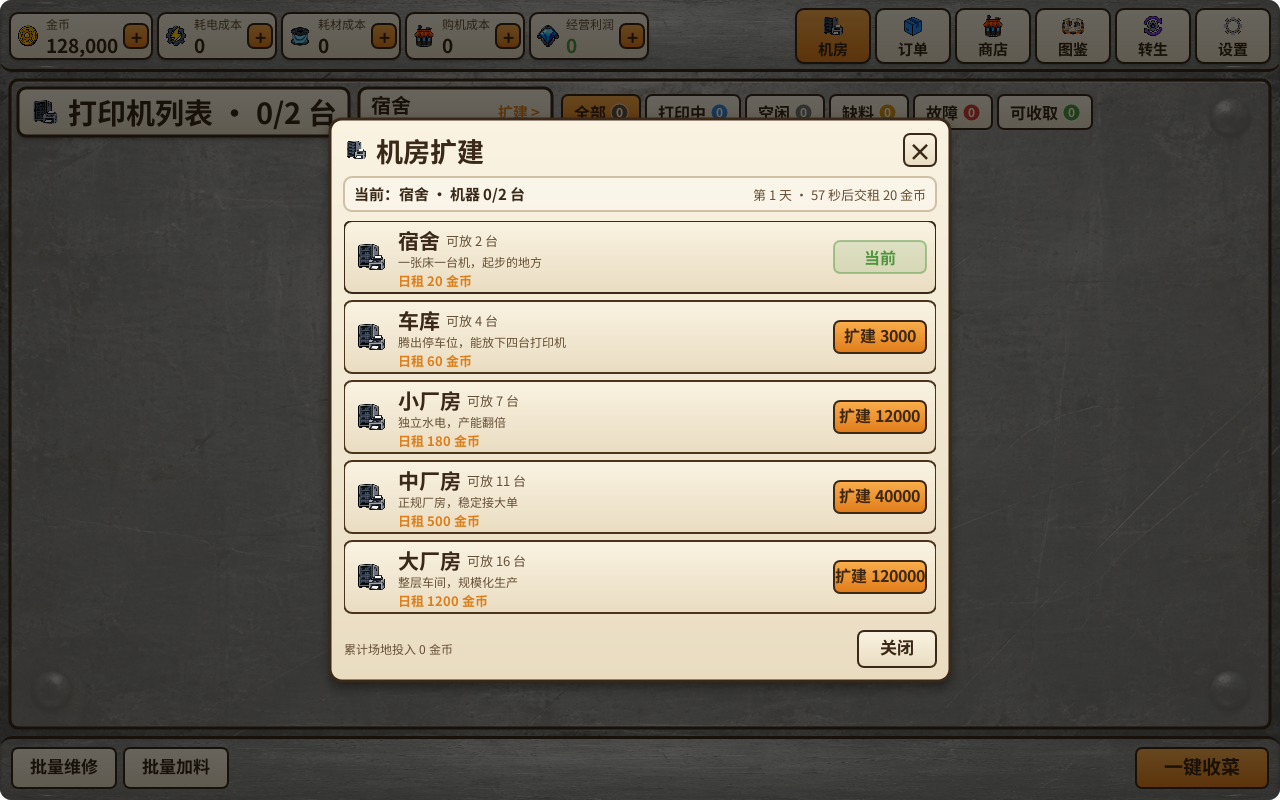 金币
128,000 +
耗电成本
0 +
耗材成本
0 +
购机成本
0 +
经营利润
0 +
机房
订单
商店
图鉴
转生
设置
打印机列表 · 0/2 台
宿舍
扩建 >
全部 0
打印中 0
空闲 0
缺料 0
故障 0
可收取 0
机房扩建
当前：宿舍 · 机器 0/2 台
第 1 天 · 57 秒后交租 20 金币
宿舍 可放 2 台
一张床一台机，起步的地方
日租 20 金币
当前
车库 可放 4 台
腾出停车位，能放下四台打印机
日租 60 金币
扩建 3000
小厂房 可放 7 台
独立水电，产能翻倍
日租 180 金币
扩建 12000
中厂房 可放 11 台
正规厂房，稳定接大单
日租 500 金币
扩建 40000
大厂房 可放 16 台
整层车间，规模化生产
日租 1200 金币
扩建 120000
累计场地投入 0 金币
关闭
批量维修
批量加料
一键收菜